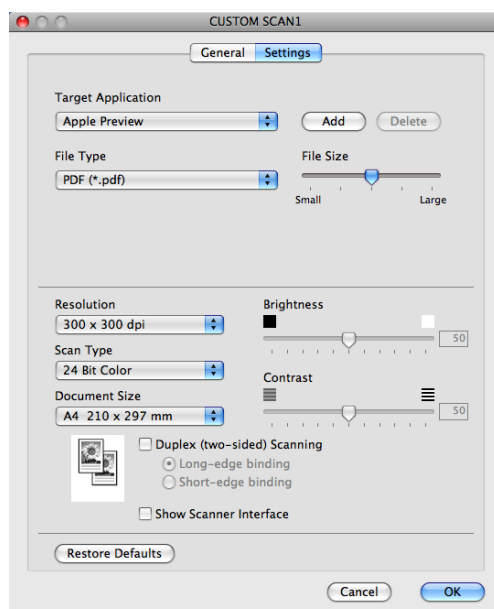 CUSTOM SCAN1
General Settings
Target Application
Apple Preview Add Delete
File Type File Size
PDF (*.pdf)
Small Large
Resolution Brightness
300 x 300 dpi
50
Scan Type
24 Bit Color
Contrast
Document Size
A4 210 x 297 mm 50
Duplex (two-sided) Scanning
Long-edge binding
Short-edge binding
Show Scanner Interface
Restore Defaults
Cancel OK